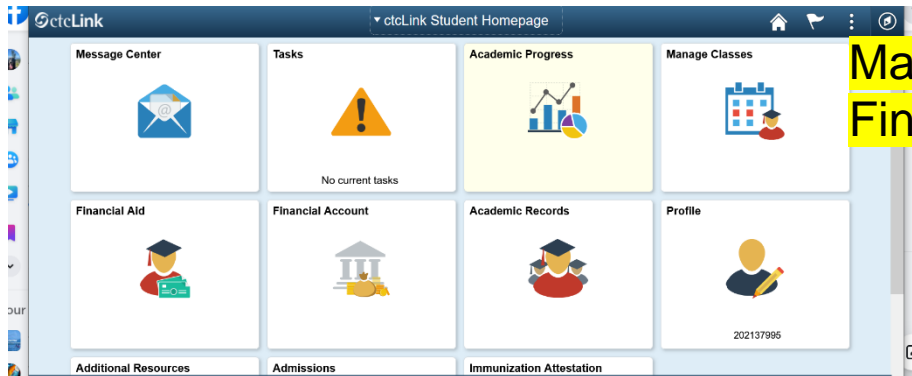 ctcLink
ctcLink Student Homepage
Message Center
Tasks
Academic Progress
Manage Classes
No current tasks
Financial Aid
Financial Account
Academic Records
Profile
202137995
Additional Resources
Admissions
Immunization Attestation
Ma
Fin
our